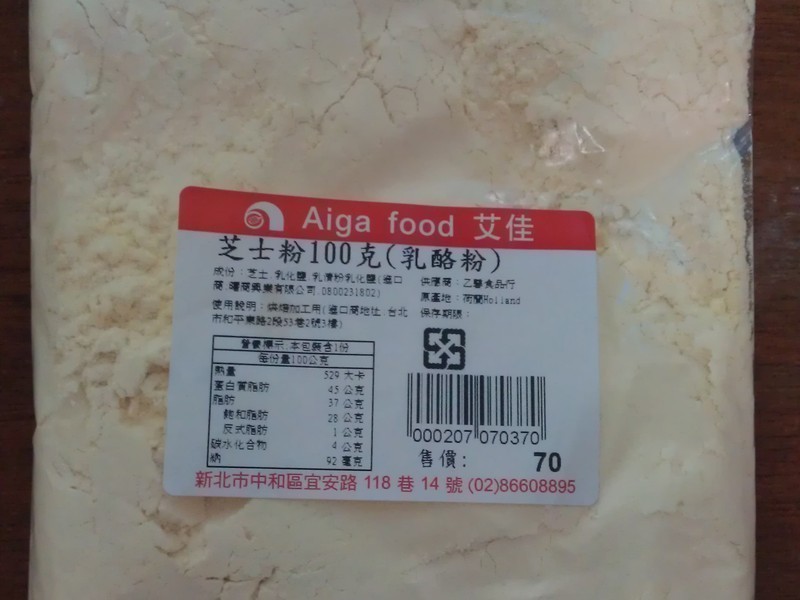 Aiga food 艾佳
芝士粉100克(乳酪粉)
成份：芝士.乳化鹽.乳清粉乳化鹽(進口
商.曜商興業有限公司.0800231802)
使用說明：烘焙加工用(進口商地址.台北
市和平東路2段53巷2號3樓)
供應商：乙馨食品行
原產地：荷蘭Holland
保存期限：
營養標示.本包裝含1份
每份量100公克
熱量 529 大卡
蛋白質脂肪 45 公克
脂肪 37 公克
飽和脂肪 28 公克
反式脂肪 1 公克
碳水化合物 4 公克
鈉 92 毫克
000207 070370
售價： 70
新北市中和區宜安路 118 巷 14 號 (02)86608895